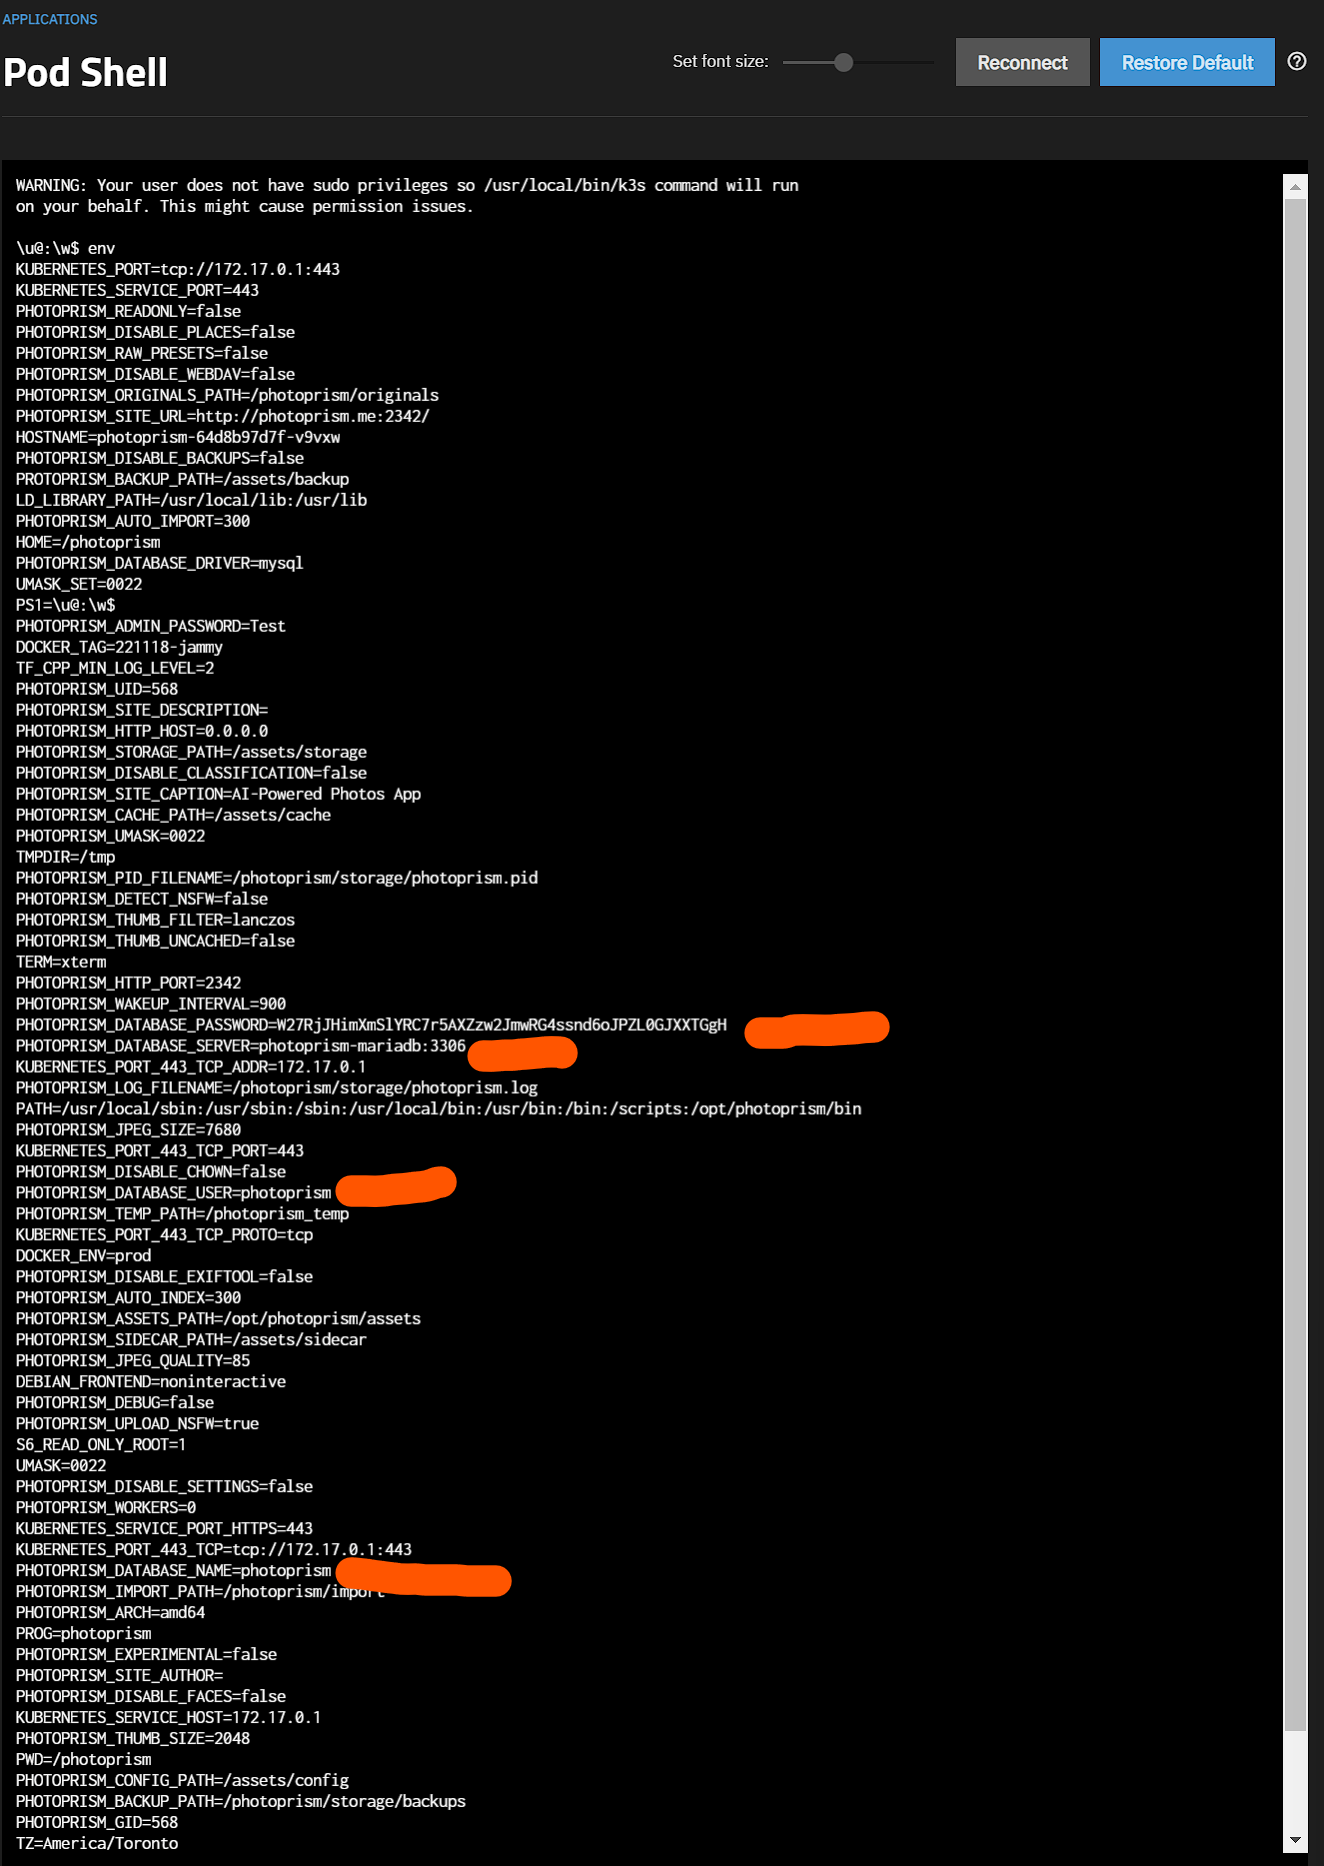 APPLICATIONS
Pod Shell
Set font size:
Reconnect
Restore Default
WARNING: Your user does not have sudo privileges so /usr/local/bin/k3s command will run
on your behalf. This might cause permission issues.
\u@:\w$ env
KUBERNETES_PORT=tcp://172.17.0.1:443
KUBERNETES_SERVICE_PORT=443
PHOTOPRISM_READONLY=false
PHOTOPRISM_DISABLE_PLACES=false
PHOTOPRISM_RAW_PRESETS=false
PHOTOPRISM_DISABLE_WEBDAV=false
PHOTOPRISM_ORIGINALS_PATH=/photoprism/originals
PHOTOPRISM_SITE_URL=http://photoprism.me:2342/
HOSTNAME=photoprism-64d8b97d7f-v9vxw
PHOTOPRISM_DISABLE_BACKUPS=false
PROTOPRISM_BACKUP_PATH=/assets/backup
LD_LIBRARY_PATH=/usr/local/lib:/usr/lib
PHOTOPRISM_AUTO_IMPORT=300
HOME=/photoprism
PHOTOPRISM_DATABASE_DRIVER=mysql
UMASK_SET=0022
PS1=\u@:\w$
PHOTOPRISM_ADMIN_PASSWORD=Test
DOCKER_TAG=221118-jammy
TF_CPP_MIN_LOG_LEVEL=2
PHOTOPRISM_UID=568
PHOTOPRISM_SITE_DESCRIPTION=
PHOTOPRISM_HTTP_HOST=0.0.0.0
PHOTOPRISM_STORAGE_PATH=/assets/storage
PHOTOPRISM_DISABLE_CLASSIFICATION=false
PHOTOPRISM_SITE_CAPTION=AI-Powered Photos App
PHOTOPRISM_CACHE_PATH=/assets/cache
PHOTOPRISM_UMASK=0022
TMPDIR=/tmp
PHOTOPRISM_PID_FILENAME=/photoprism/storage/photoprism.pid
PHOTOPRISM_DETECT_NSFW=false
PHOTOPRISM_THUMB_FILTER=lanczos
PHOTOPRISM_THUMB_UNCACHED=false
TERM=xterm
PHOTOPRISM_HTTP_PORT=2342
PHOTOPRISM_WAKEUP_INTERVAL=900
PHOTOPRISM_DATABASE_PASSWORD=W27RjJHimXmSlYRC7r5AXZzw2JmwRG4ssnd6oJPZL0GJXXTGgH
PHOTOPRISM_DATABASE_SERVER=photoprism-mariadb:3306
KUBERNETES_PORT_443_TCP_ADDR=172.17.0.1
PHOTOPRISM_LOG_FILENAME=/photoprism/storage/photoprism.log
PATH=/usr/local/sbin:/usr/sbin:/sbin:/usr/local/bin:/usr/bin:/bin:/scripts:/opt/photoprism/bin
PHOTOPRISM_JPEG_SIZE=7680
KUBERNETES_PORT_443_TCP_PORT=443
PHOTOPRISM_DISABLE_CHOWN=false
PHOTOPRISM_DATABASE_USER=photoprism
PHOTOPRISM_TEMP_PATH=/photoprism_temp
KUBERNETES_PORT_443_TCP_PROTO=tcp
DOCKER_ENV=prod
PHOTOPRISM_DISABLE_EXIFTOOL=false
PHOTOPRISM_AUTO_INDEX=300
PHOTOPRISM_ASSETS_PATH=/opt/photoprism/assets
PHOTOPRISM_SIDECAR_PATH=/assets/sidecar
PHOTOPRISM_JPEG_QUALITY=85
DEBIAN_FRONTEND=noninteractive
PHOTOPRISM_DEBUG=false
PHOTOPRISM_UPLOAD_NSFW=true
S6_READ_ONLY_ROOT=1
UMASK=0022
PHOTOPRISM_DISABLE_SETTINGS=false
PHOTOPRISM_WORKERS=0
KUBERNETES_SERVICE_PORT_HTTPS=443
KUBERNETES_PORT_443_TCP=tcp://172.17.0.1:443
PHOTOPRISM_DATABASE_NAME=photoprism
PHOTOPRISM_IMPORT_PATH=/photoprism/import
PHOTOPRISM_ARCH=amd64
PROG=photoprism
PHOTOPRISM_EXPERIMENTAL=false
PHOTOPRISM_SITE_AUTHOR=
PHOTOPRISM_DISABLE_FACES=false
KUBERNETES_SERVICE_HOST=172.17.0.1
PHOTOPRISM_THUMB_SIZE=2048
PWD=/photoprism
PHOTOPRISM_CONFIG_PATH=/assets/config
PHOTOPRISM_BACKUP_PATH=/photoprism/storage/backups
PHOTOPRISM_GID=568
TZ=America/Toronto